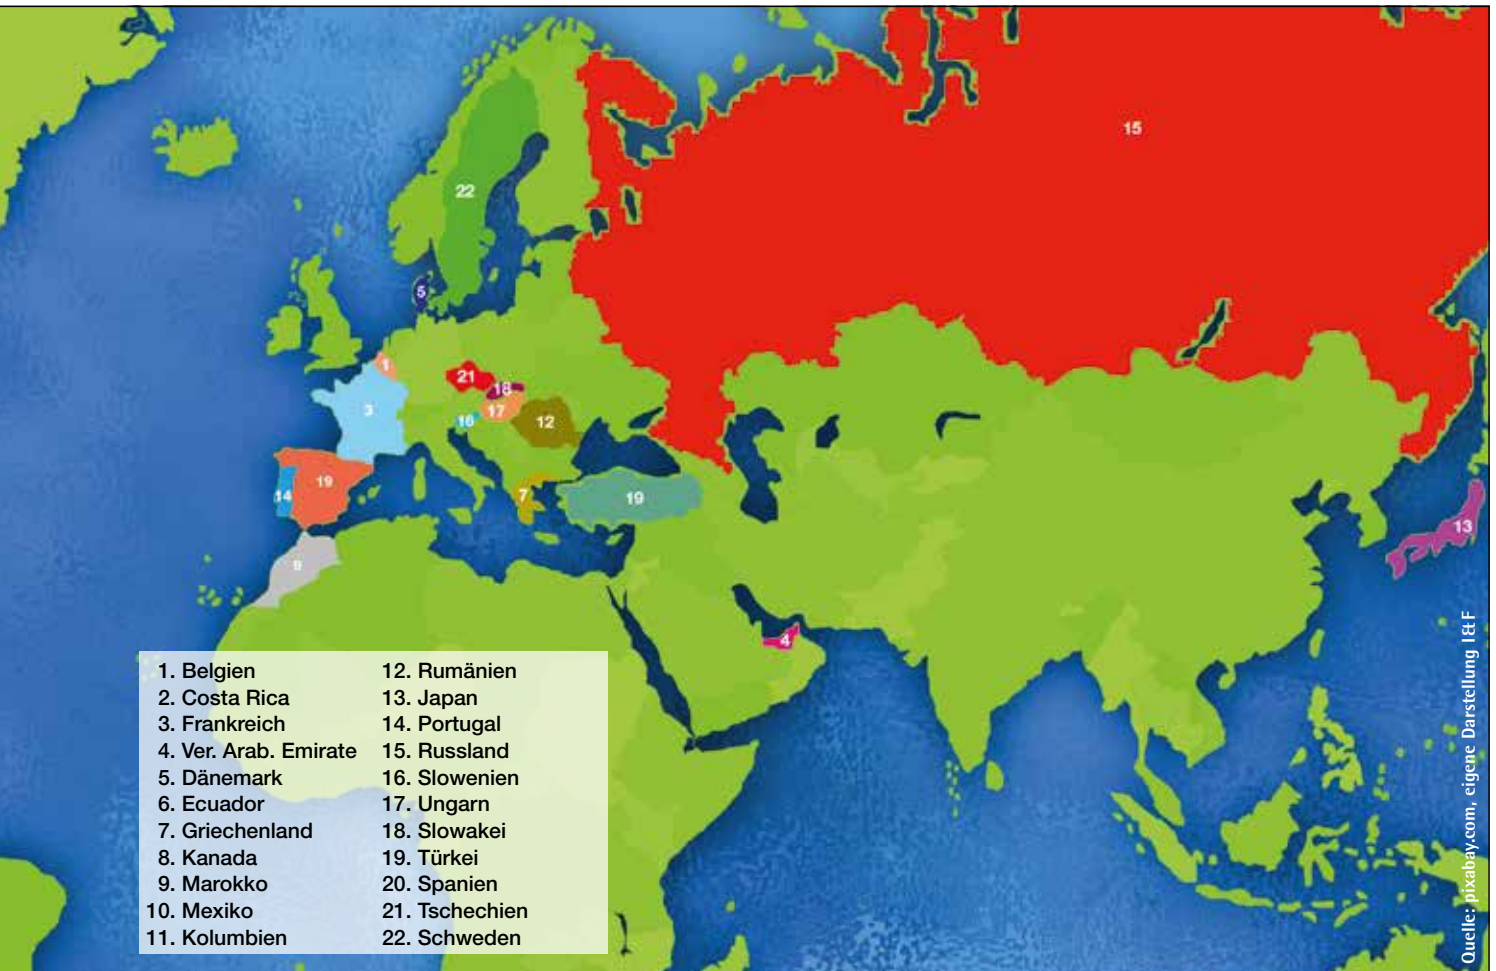 15
22
5
1
21
18
3
17
16
12
19
14
7
19
13
9
4
1. Belgien
2. Costa Rica
3. Frankreich
4. Ver. Arab. Emirate
5. Dänemark
6. Ecuador
7. Griechenland
8. Kanada
9. Marokko
10. Mexiko
11. Kolumbien
12. Rumänien
13. Japan
14. Portugal
15. Russland
16. Slowenien
17. Ungarn
18. Slowakei
19. Türkei
20. Spanien
21. Tschechien
22. Schweden
Quelle: pixabay.com, eigene Darstellung I&F